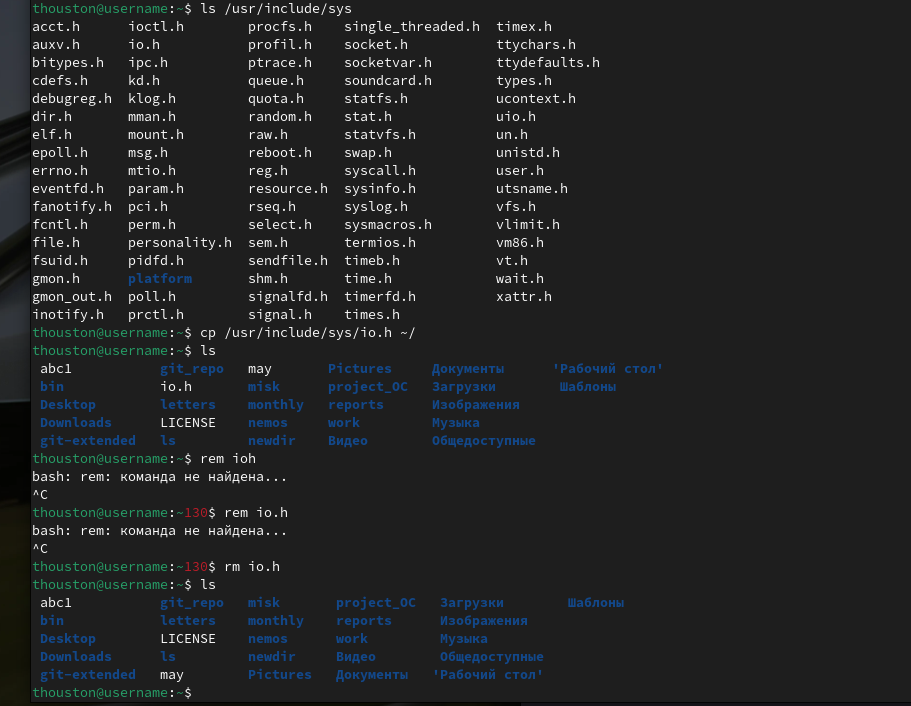 thouston@username:~$ ls /usr/include/sys
acct.h ioctl.h procfs.h single_threaded.h timex.h
auxv.h io.h profil.h socket.h ttychars.h
bitypes.h ipc.h ptrace.h socketvar.h ttydefaults.h
cdefs.h kd.h queue.h soundcard.h types.h
debugreg.h klog.h quota.h statfs.h ucontext.h
dir.h mman.h random.h stat.h uio.h
elf.h mount.h raw.h statvfs.h un.h
epoll.h msg.h reboot.h swap.h unistd.h
errno.h mtio.h reg.h syscall.h user.h
eventfd.h param.h resource.h sysinfo.h utsname.h
fanotify.h pci.h rseq.h syslog.h vfs.h
fcntl.h perm.h select.h sysmacros.h vlimit.h
file.h personality.h sem.h termios.h vm86.h
fsuid.h pidfd.h sendfile.h timeb.h vt.h
gmon.h platform shm.h time.h wait.h
gmon_out.h poll.h signalfd.h timerfd.h xattr.h
inotify.h prctl.h signal.h times.h
thouston@username:~$ cp /usr/include/sys/io.h ~/
thouston@username:~$ ls
abc1 git_repo may Pictures Документы 'Рабочий стол'
bin io.h misk project_OC Загрузки Шаблоны
Desktop letters monthly reports Изображения
Downloads LICENSE nemos work Музыка
git-extended ls newdir Видео Общедоступные
thouston@username:~$ rem ioh
bash: rem: команда не найдена...
^C
thouston@username:~130$ rem io.h
bash: rem: команда не найдена...
^C
thouston@username:~130$ rm io.h
thouston@username:~$ ls
abc1 git_repo misk project_OC Загрузки Шаблоны
bin letters monthly reports Изображения
Desktop LICENSE nemos work Музыка
Downloads ls newdir Видео Общедоступные
git-extended may Pictures Документы 'Рабочий стол'
thouston@username:~$